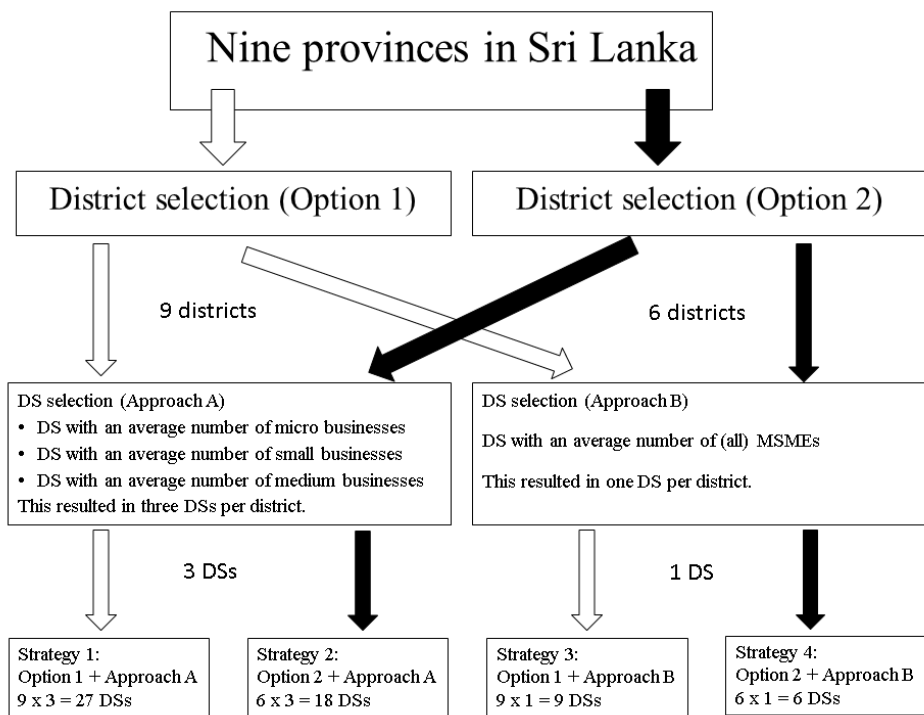 Nine provinces in Sri Lanka
District selection (Option 1)
District selection (Option 2)
9 districts
6 districts
DS selection (Approach A)
• DS with an average number of micro businesses
• DS with an average number of small businesses
• DS with an average number of medium businesses
This resulted in three DSs per district.
DS selection (Approach B)
DS with an average number of (all) MSMEs
This resulted in one DS per district.
3 DSs
1 DS
Strategy 1:
Option 1 + Approach A
9 x 3 = 27 DSs
Strategy 2:
Option 2 + Approach A
6 x 3 = 18 DSs
Strategy 3:
Option 1 + Approach B
9 x 1 = 9 DSs
Strategy 4:
Option 2 + Approach B
6 x 1 = 6 DSs